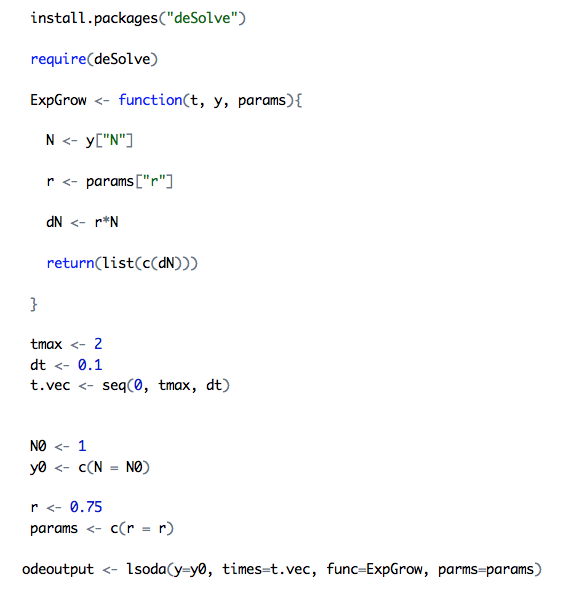 install.packages("deSolve")
require(deSolve)
ExpGrow <- function(t, y, params){
N <- y["N"]
r <- params["r"]
dN <- r*N
return(list(c(dN)))
}
tmax <- 2
dt <- 0.1
t.vec <- seq(0, tmax, dt)
N0 <- 1
y0 <- c(N = N0)
r <- 0.75
params <- c(r = r)
odeoutput <- lsoda(y=y0, times=t.vec, func=ExpGrow, parms=params)